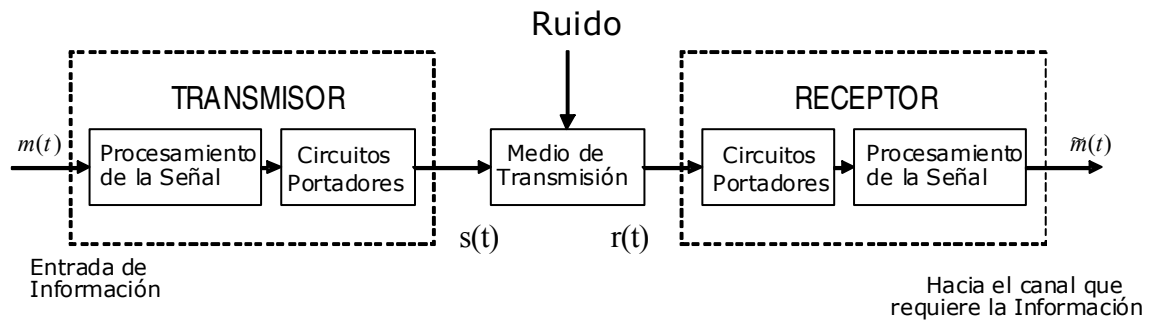 Ruido
TRANSMISOR
RECEPTOR
m(t)
Procesamiento
de la Señal
Circuitos
Portadores
Medio de
Transmisión
Circuitos
Portadores
Procesamiento
de la Señal
m̃(t)
s(t)
r(t)
Entrada de
Información
Hacia el canal que
requiere la Información